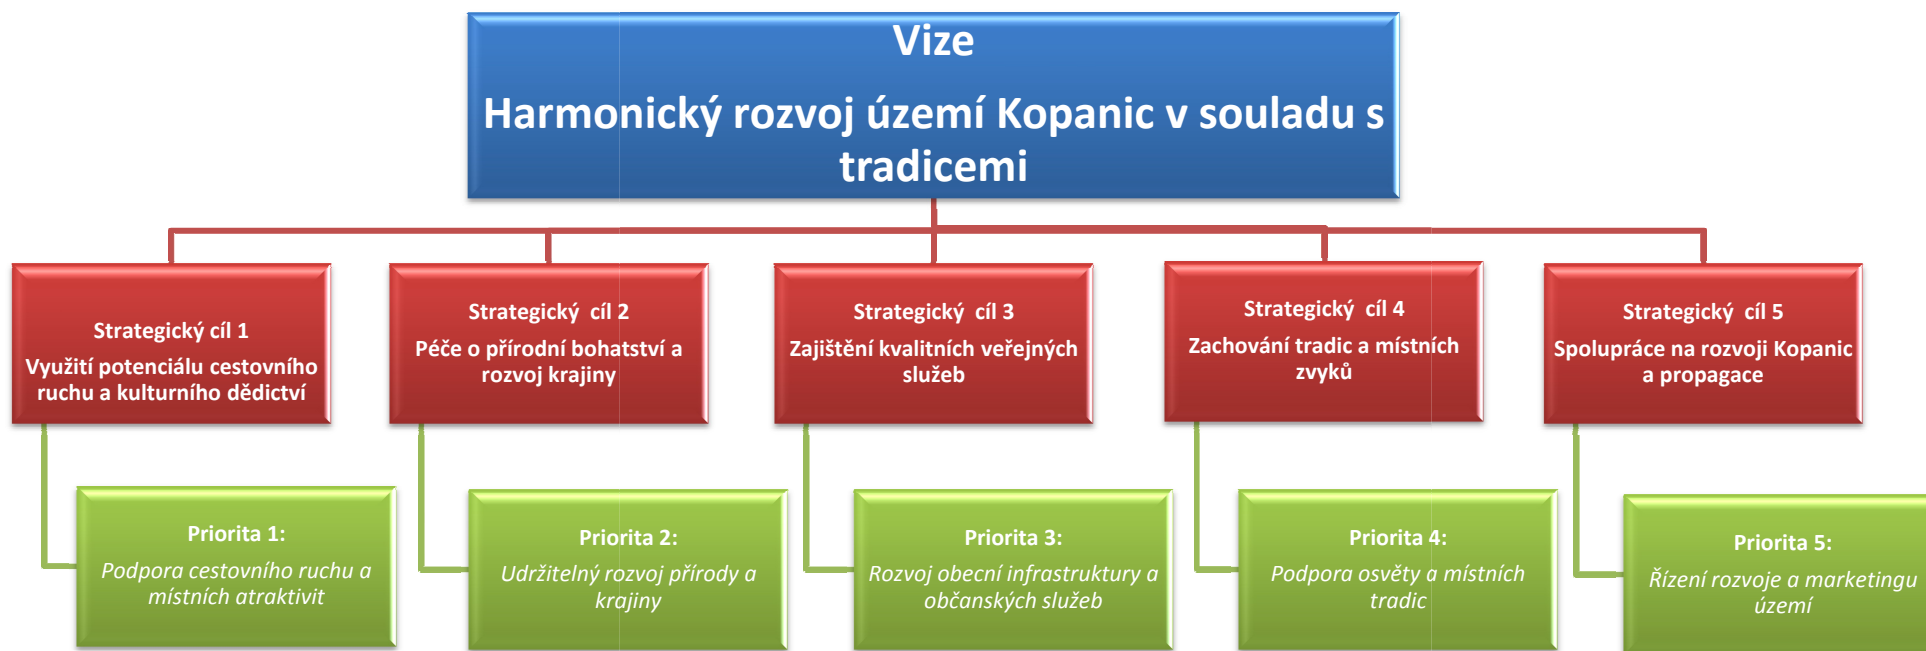 Vize
Harmonický rozvoj území Kopanic v souladu s
tradicemi
Strategický cíl 1
Využití potenciálu cestovního
ruchu a kulturního dědictví
Strategický  cíl 2
Péče o přírodní bohatství a
rozvoj krajiny
Strategický  cíl 3
Zajištění kvalitních veřejných
služeb
Strategický  cíl 4
Zachování tradic a místních
zvyků
Strategický  cíl 5
Spolupráce na rozvoji Kopanic
a propagace
Priorita 1:
Podpora cestovního ruchu a
místních atraktivit
Priorita 2:
Udržitelný rozvoj přírody a
krajiny
Priorita 3:
Rozvoj obecní infrastruktury a
občanských služeb
Priorita 4:
Podpora osvěty a místních
tradic
Priorita 5:
Řízení rozvoje a marketingu
území